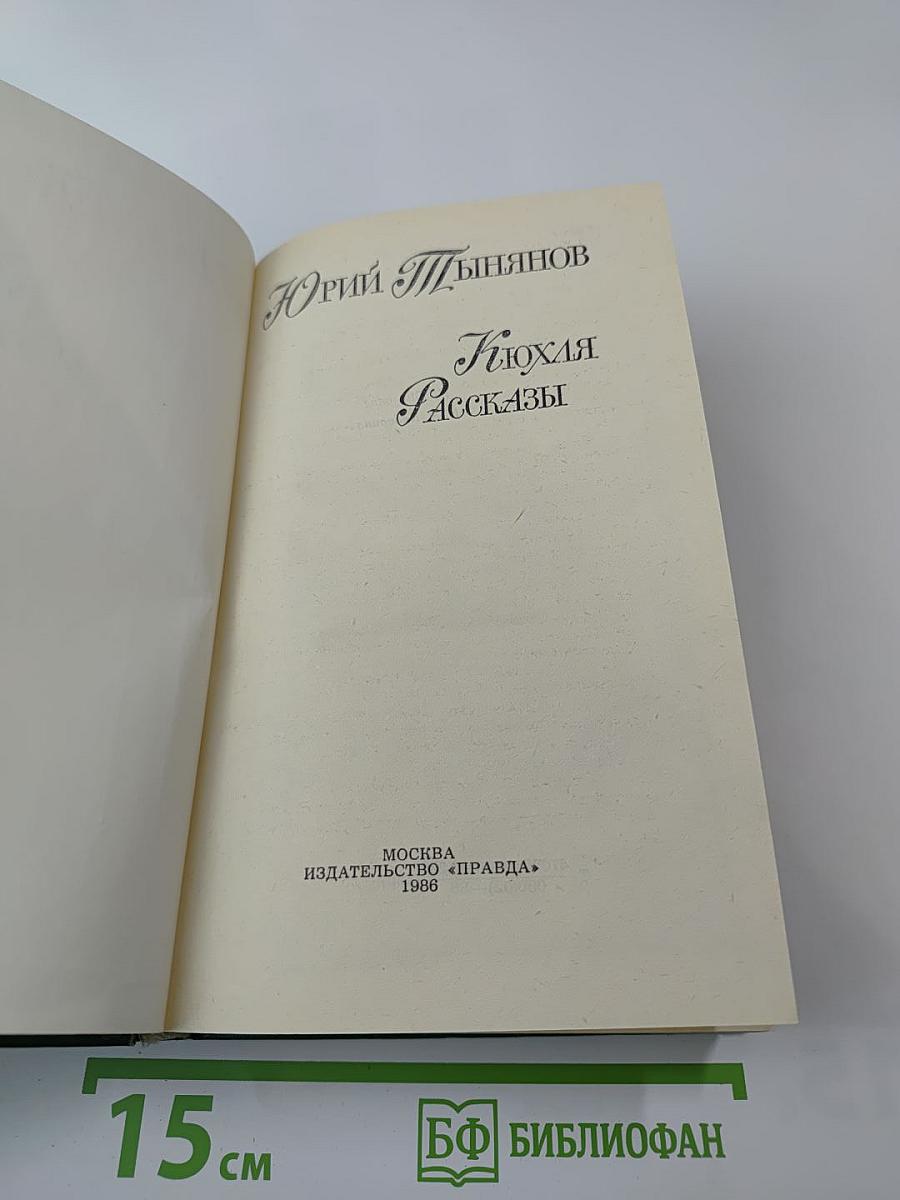 Юрий Тынянов
Кюхля
Рассказы
МОСКВА
ИЗДАТЕЛЬСТВО «ПРАВДА»
1986
15 см
БФ БИБЛИОФАН